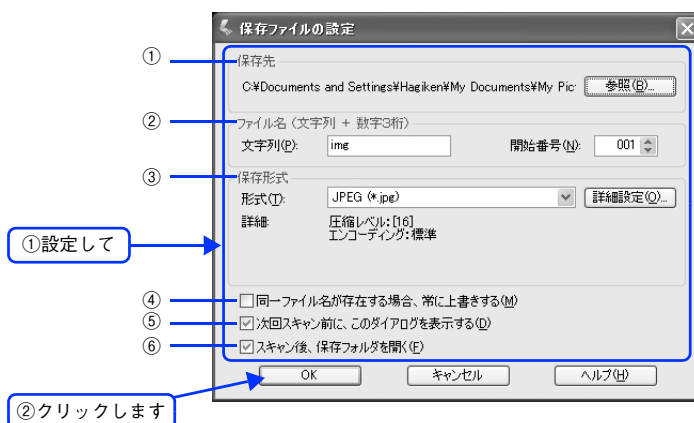 保存ファイルの設定
①
保存先
C:¥Documents and Settings¥Hagiken¥My Documents¥My Pic 参照(B)...
②
ファイル名 (文字列 + 数字3桁)
文字列(P): img 開始番号(N): 001
③
保存形式
形式(T): JPEG (*.jpg) 詳細設定(O)...
詳細: 圧縮レベル:[16]
エンコーディング:標準
①設定して
④ 同一ファイル名が存在する場合、常に上書きする(M)
⑤ 次回スキャン前に、このダイアログを表示する(D)
⑥ スキャン後、保存フォルダを開く(F)
OK キャンセル ヘルプ(H)
②クリックします